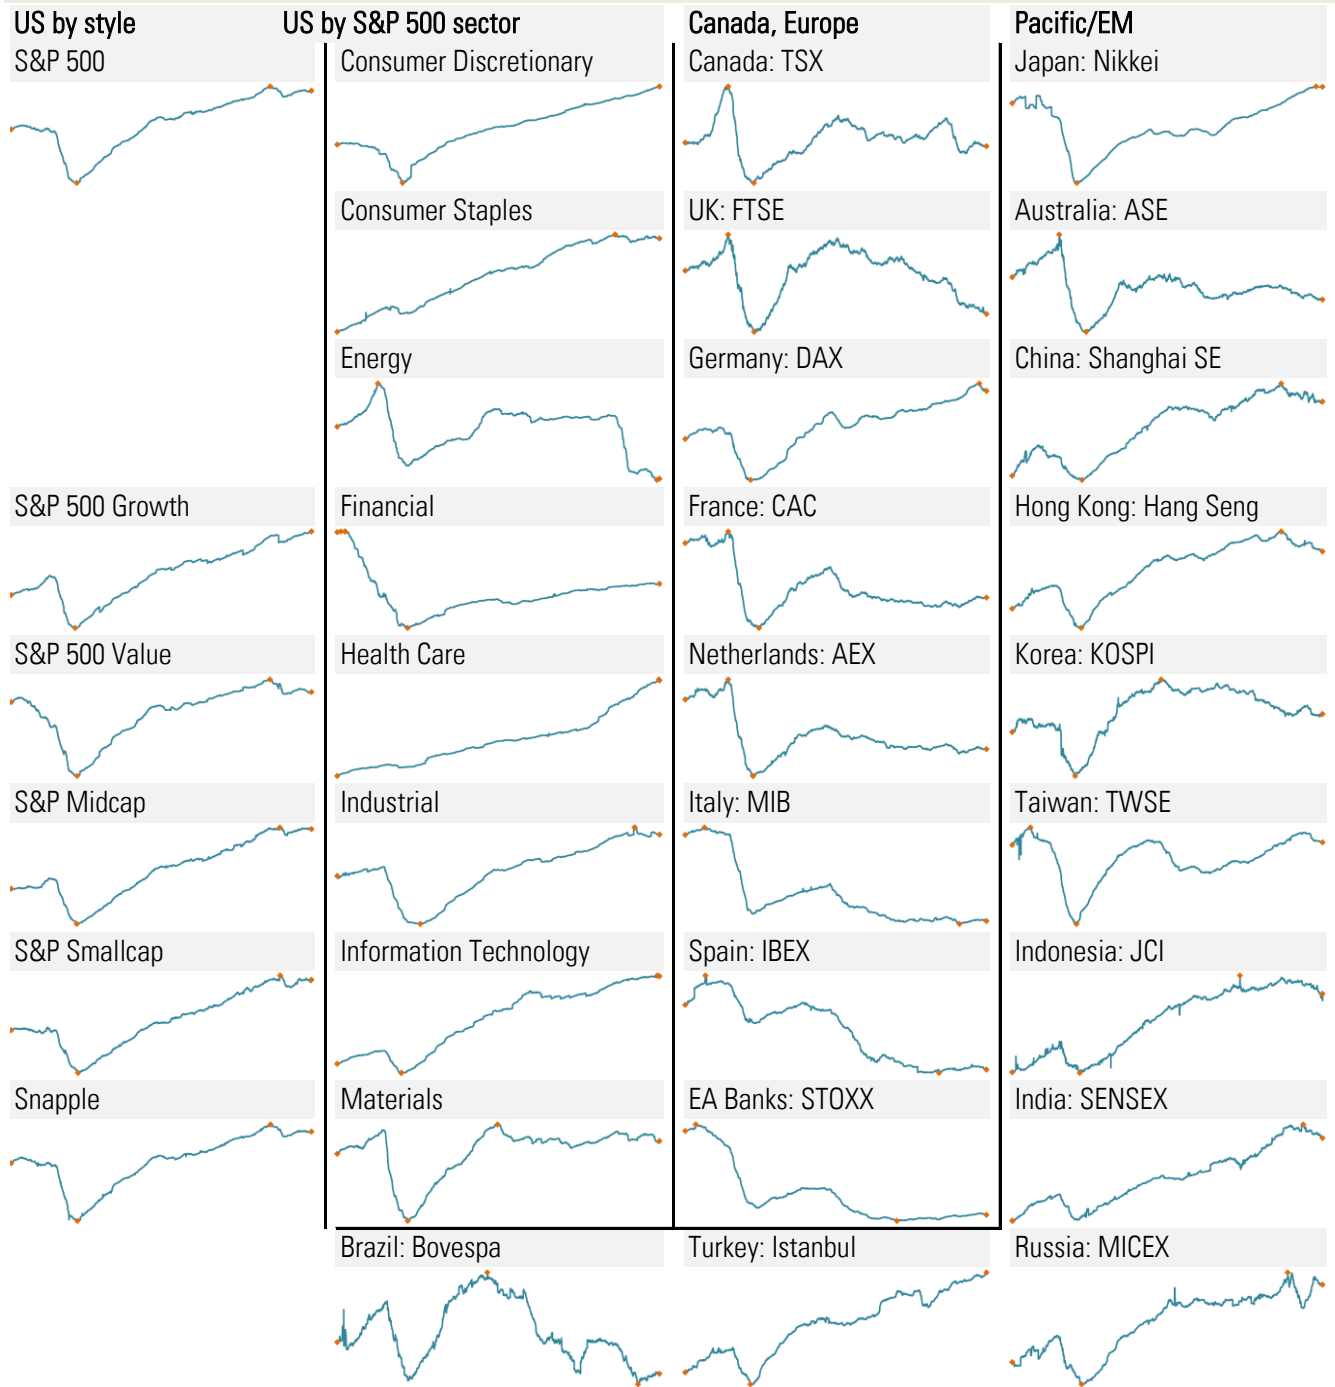 US by style
US by S&P 500 sector
Canada, Europe
Pacific/EM
S&P 500
Consumer Discretionary
Canada: TSX
Japan: Nikkei
Consumer Staples
UK: FTSE
Australia: ASE
Energy
Germany: DAX
China: Shanghai SE
S&P 500 Growth
Financial
France: CAC
Hong Kong: Hang Seng
S&P 500 Value
Health Care
Netherlands: AEX
Korea: KOSPI
S&P Midcap
Industrial
Italy: MIB
Taiwan: TWSE
S&P Smallcap
Information Technology
Spain: IBEX
Indonesia: JCI
Snapple
Materials
EA Banks: STOXX
India: SENSEX
Brazil: Bovespa
Turkey: Istanbul
Russia: MICEX